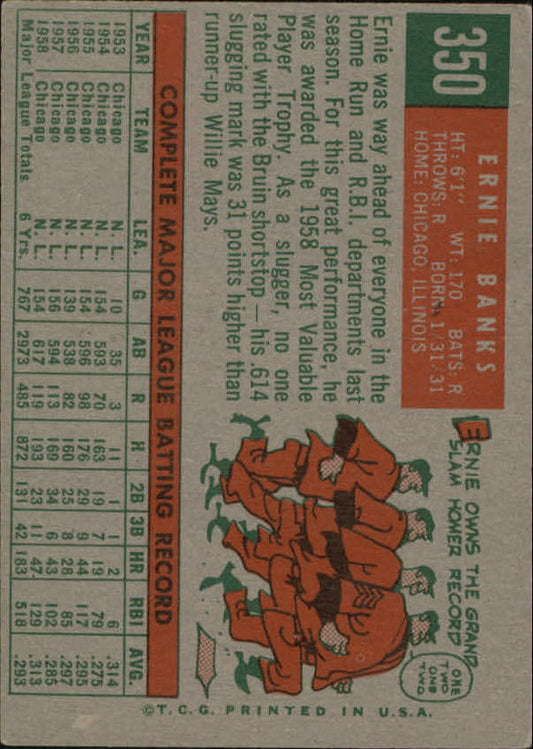 350
ERNIE BANKS
HT: 6'1" WT: 170 BATS: R
THROWS: R BORN: 1-31-31
HOME: CHICAGO, ILLINOIS
Ernie was way ahead of everyone in the
Home Run and R.B.I. departments last
season. For this great performance, he
was awarded the 1958 Most Valuable
Player Trophy. As a slugger, no one
rated with the Bruin shortstop—his .614
slugging mark was 31 points higher than
runner-up Willie Mays.
ERNIE OWNS THE GRAND
SLAM HOMER RECORD
ONE
TWO
ONE
TWO
COMPLETE MAJOR LEAGUE BATTING RECORD
YEAR TEAM LEA. G AB R H 2B 3B HR RBI AVG.
1953 Chicago N. L. 10 35 3 11 1 1 2 6 .314
1954 Chicago N. L. 154 593 70 163 19 7 19 79 .275
1955 Chicago N. L. 154 596 98 176 29 9 44 117 .295
1956 Chicago N. L. 139 538 82 160 25 8 28 85 .297
1957 Chicago N. L. 156 594 113 169 34 6 43 102 .285
1958 Chicago N. L. 154 617 119 193 23 11 47 129 .313
Major League Totals 6 Yrs. 767 2973 485 872 131 42 183 518 .293
© T. C. G. PRINTED IN U.S.A.